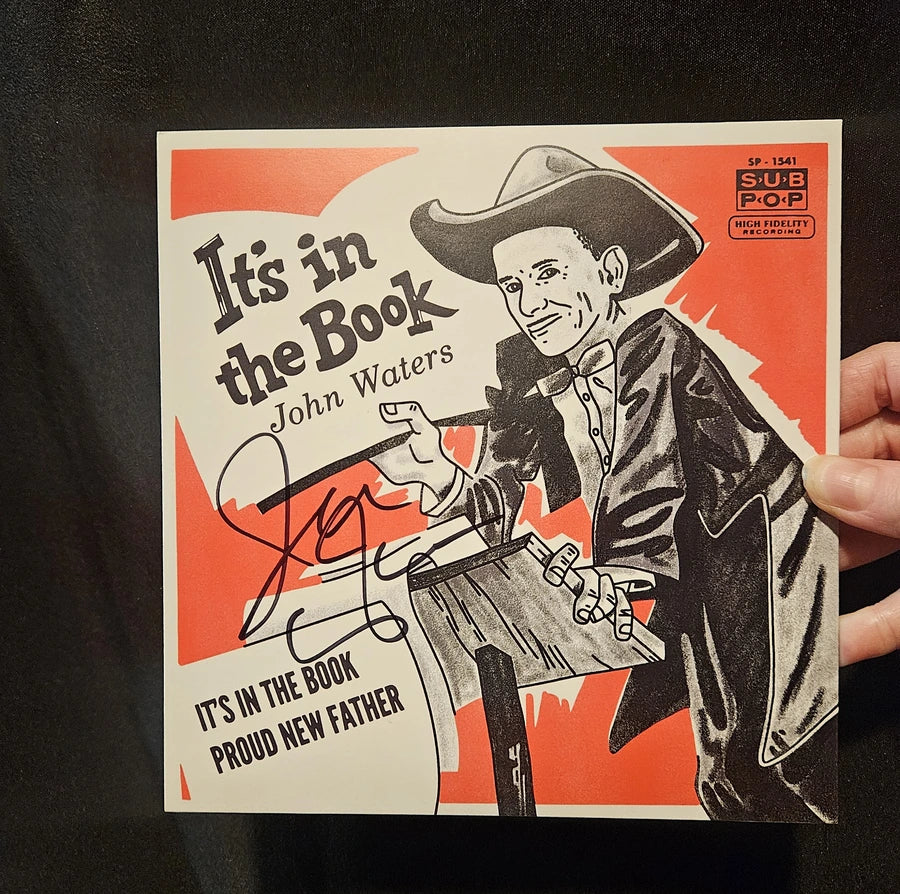 SP - 1541
SUB
POP
HIGH FIDELITY
RECORDING
It's in
the Book
John Waters
IT'S IN THE BOOK
PROUD NEW FATHER